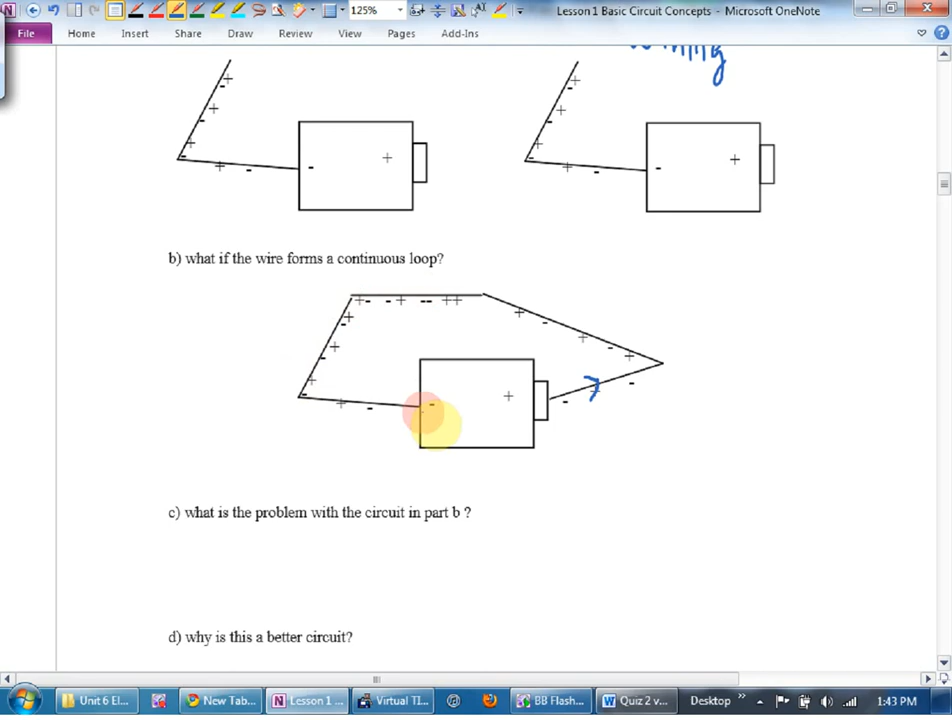 125%
Lesson 1 Basic Circuit Concepts - Microsoft OneNote
File Home Insert Share Draw Review View Pages Add-Ins
- +
- +
b) what if the wire forms a continuous loop?
+- -+ -- ++
- +
c) what is the problem with the circuit in part b ?
d) why is this a better circuit?
Unit 6 El... New Tab... Lesson 1 ... Virtual TI... BB Flash... Quiz 2 v... Desktop » 1:43 PM